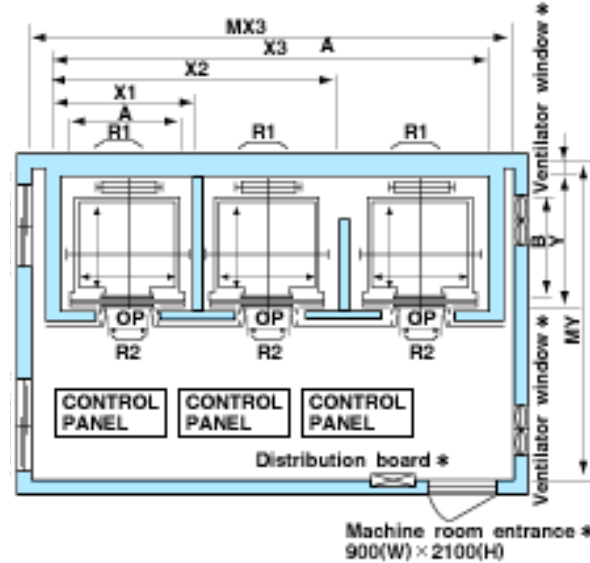 MX3
X3 A
X2
X1
A
R1 R1 R1
Ventilator window *
B
Y
MY
OP OP OP
R2 R2 R2
Ventilator window *
CONTROL PANEL
CONTROL PANEL
CONTROL PANEL
Distribution board *
Machine room entrance *
900(W) × 2100(H)